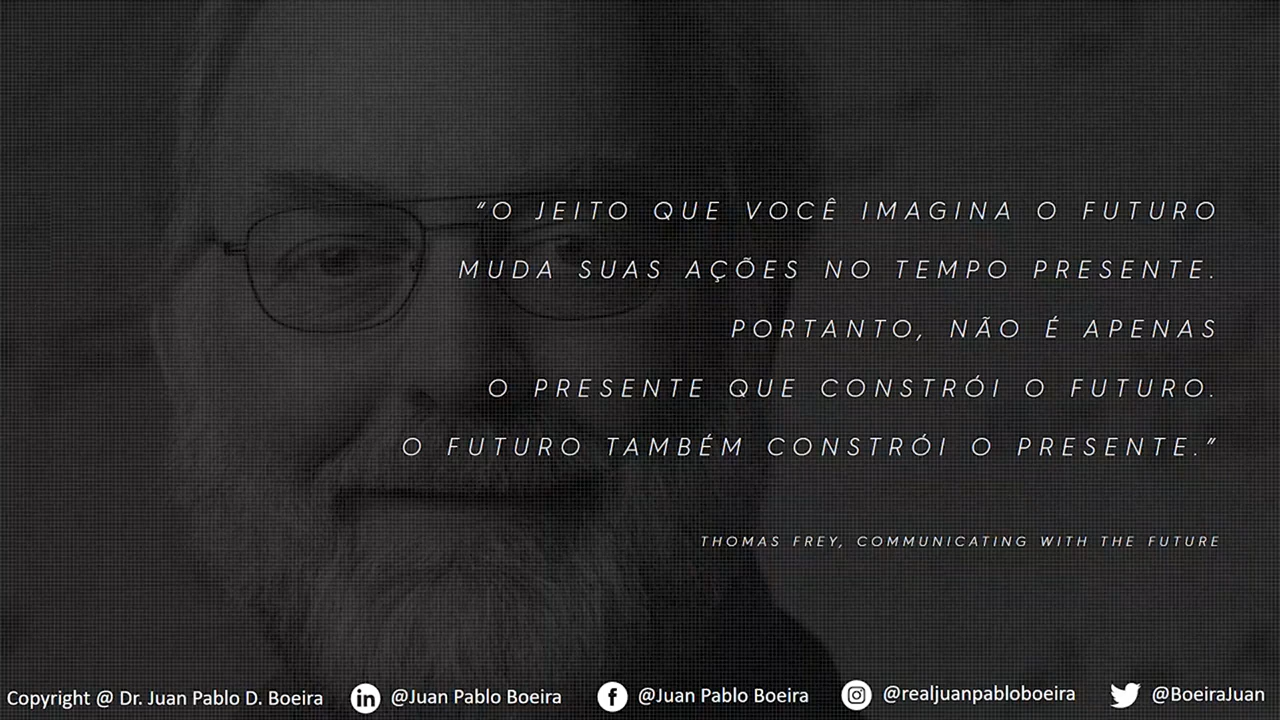 “O JEITO QUE VOCÊ IMAGINA O FUTURO
MUDA SUAS AÇÕES NO TEMPO PRESENTE.
PORTANTO, NÃO É APENAS
O PRESENTE QUE CONSTRÓI O FUTURO.
O FUTURO TAMBÉM CONSTRÓI O PRESENTE.”
THOMAS FREY, COMMUNICATING WITH THE FUTURE
Copyright @ Dr. Juan Pablo D. Boeira in @Juan Pablo Boeira f @Juan Pablo Boeira @realjuanpabloboeira @BoeiraJuan